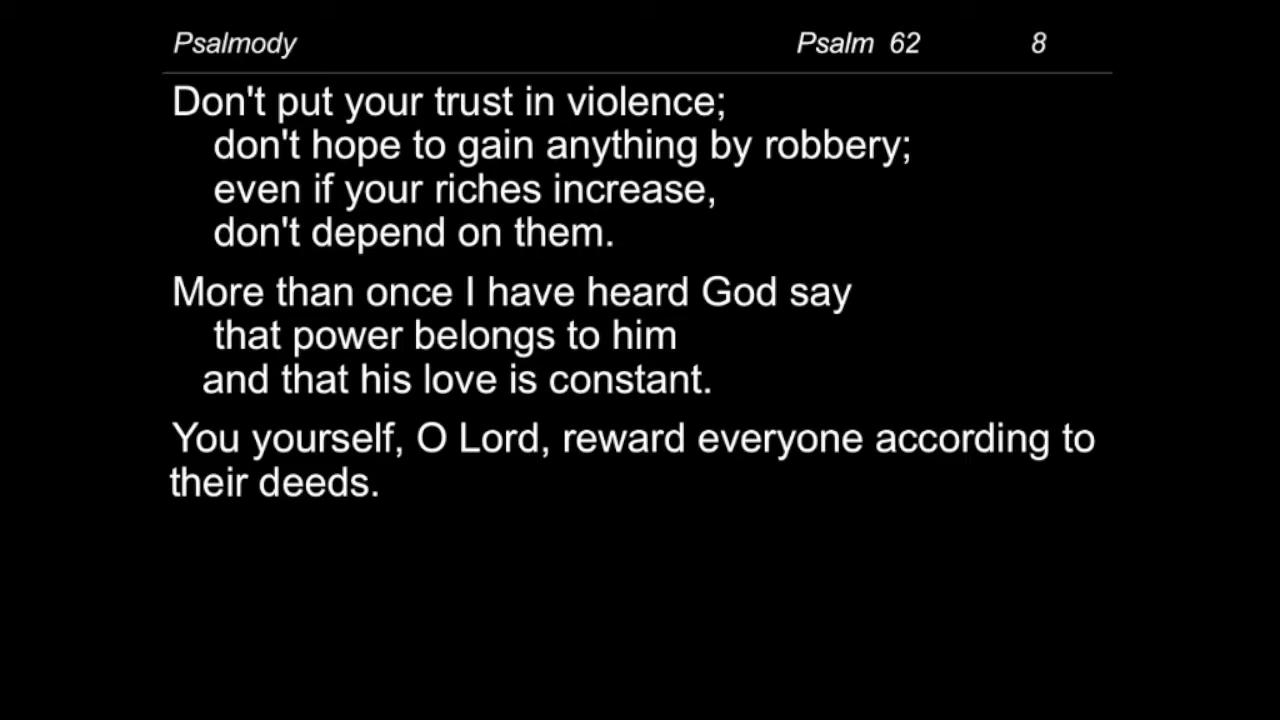 Psalmody Psalm 62 8
Don't put your trust in violence;
don't hope to gain anything by robbery;
even if your riches increase,
don't depend on them.
More than once I have heard God say
that power belongs to him
and that his love is constant.
You yourself, O Lord, reward everyone according to
their deeds.